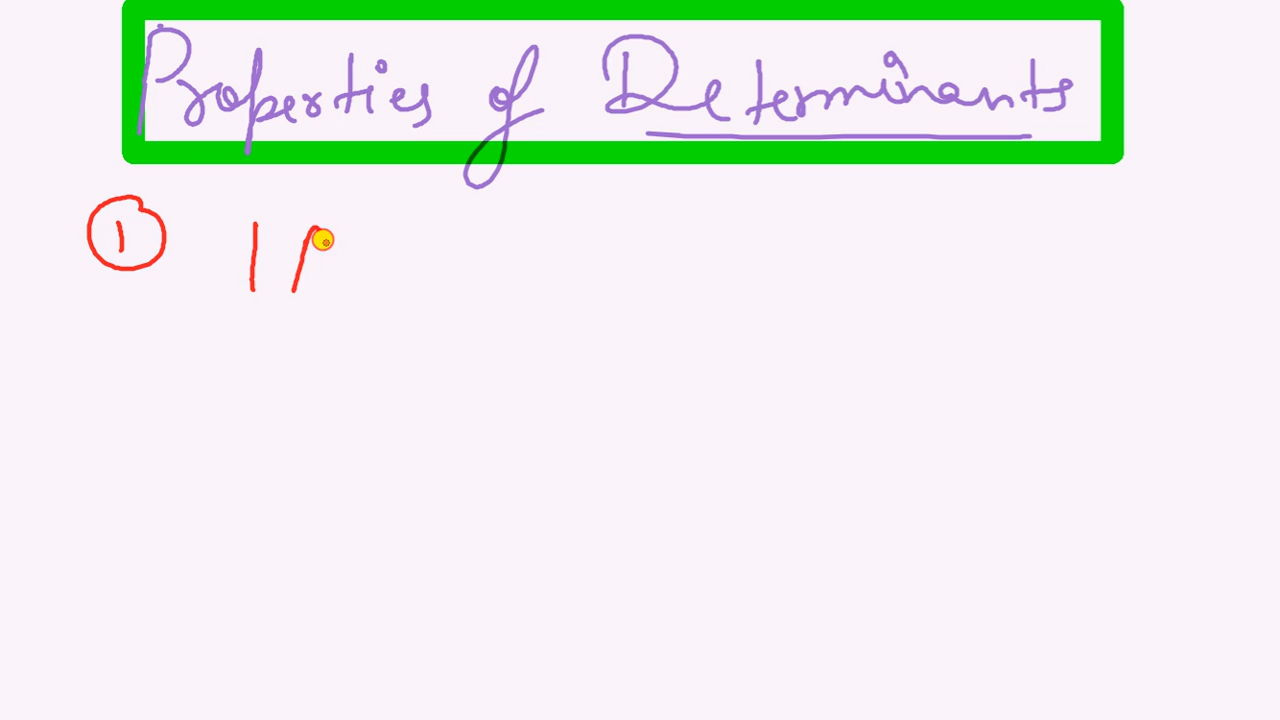 Properties of Determinants
① |